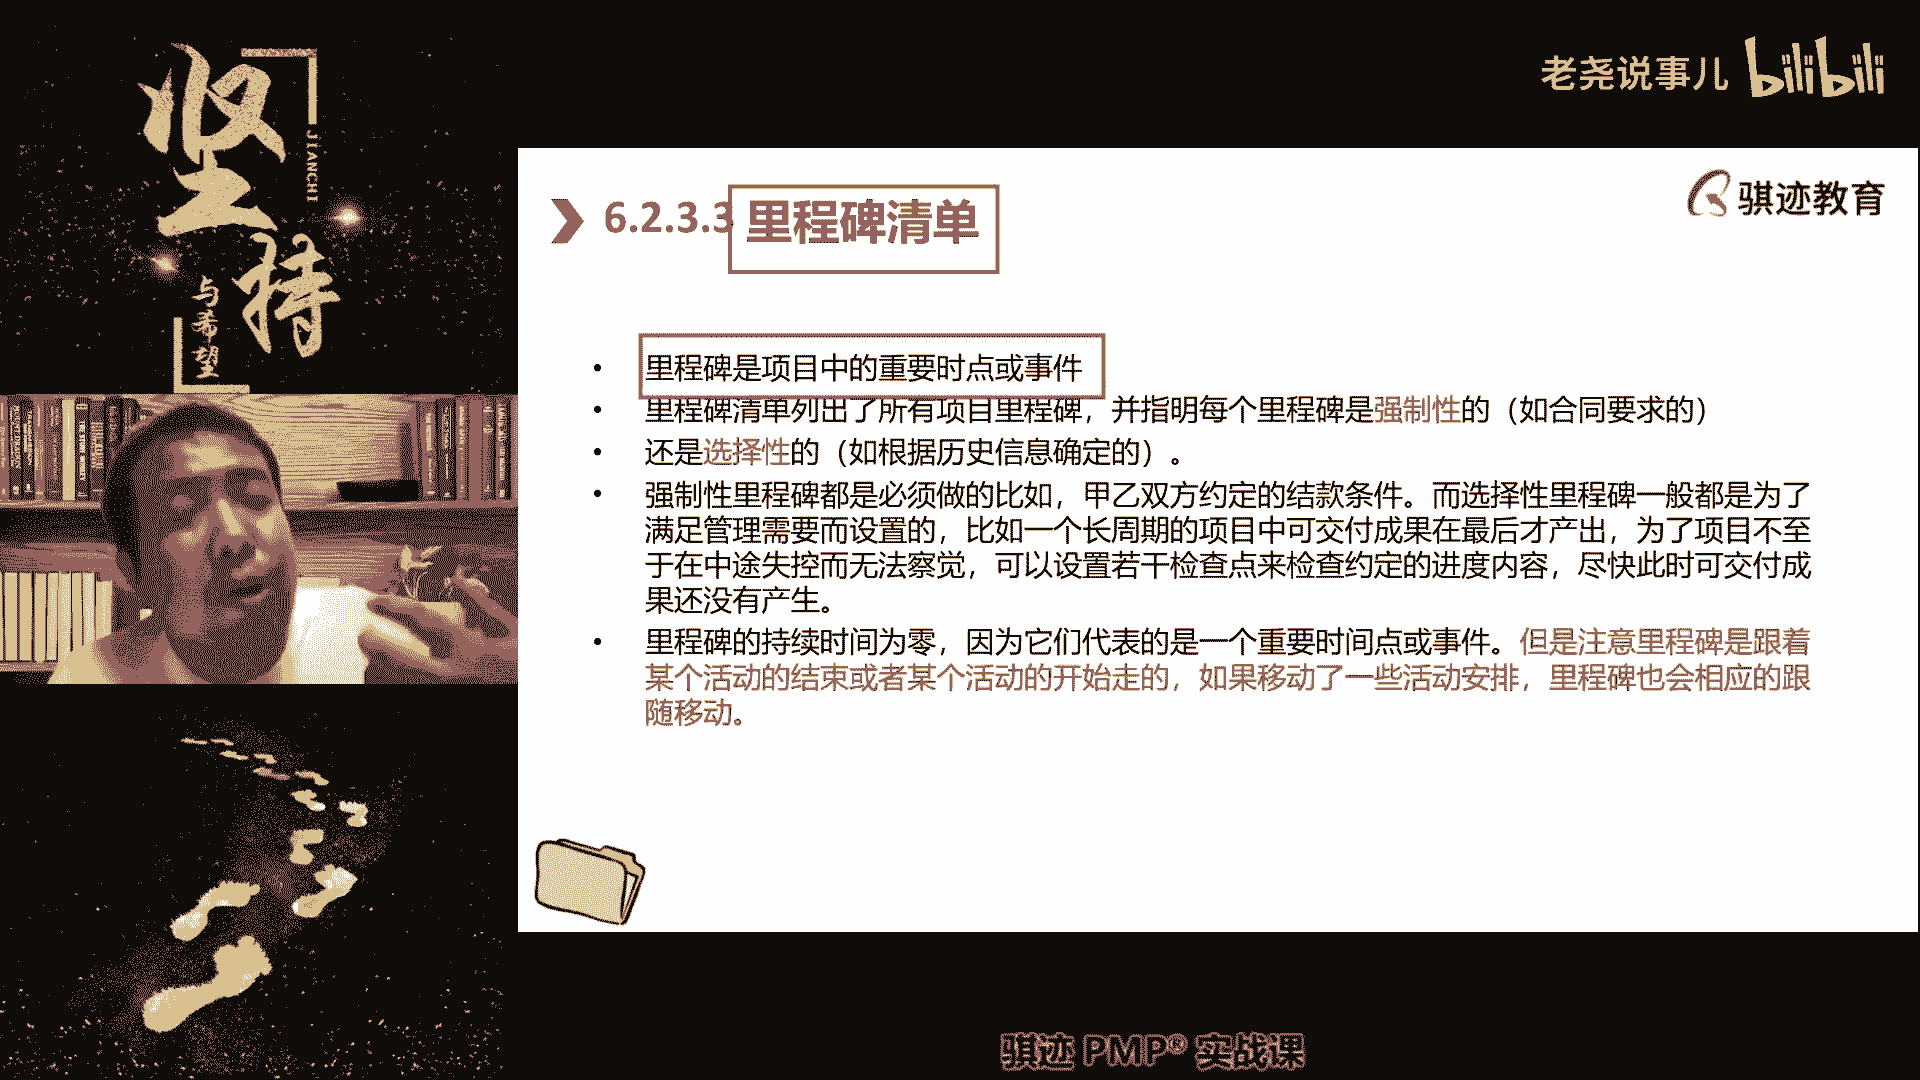 坚持
JIANCHI
与希望
老尧说事儿 bilibili
骐迹教育
6.2.3.3 里程碑清单
• 里程碑是项目中的重要时点或事件
• 里程碑清单列出了所有项目里程碑，并指明每个里程碑是强制性的（如合同要求的）
• 还是选择性的（如根据历史信息确定的）。
• 强制性里程碑都是必须做的比如，甲乙双方约定的结款条件。而选择性里程碑一般都是为了
满足管理需要而设置的，比如一个长周期的项目中可交付成果在最后才产出，为了项目不至
于在中途失控而无法察觉，可以设置若干检查点来检查约定的进度内容，尽快此时可交付成
果还没有产生。
• 里程碑的持续时间为零，因为它们代表的是一个重要时间点或事件。但是注意里程碑是跟着
某个活动的结束或者某个活动的开始走的，如果移动了一些活动安排，里程碑也会相应的跟
随移动。
骐迹 PMP® 实战课